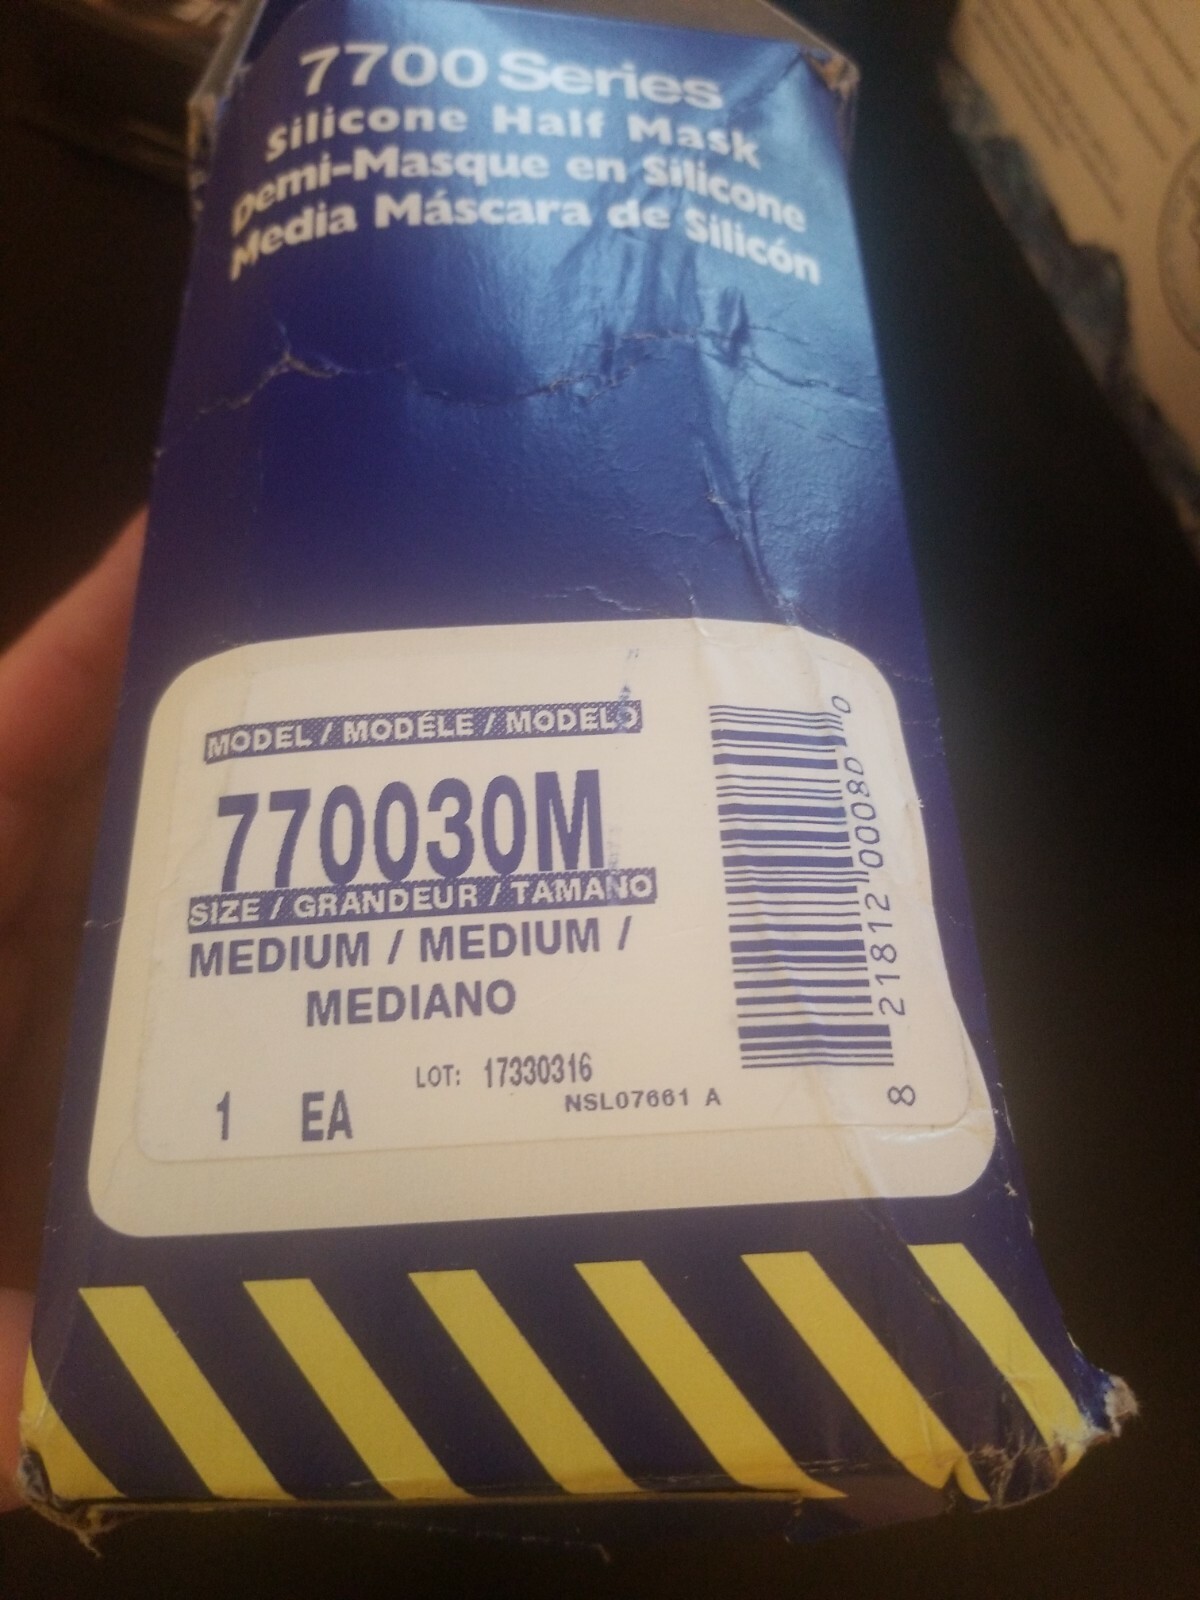 7700 Series
Silicone Half Mask
Demi-Masque en Silicone
Media Máscara de Silicón
MODEL / MODÉLE / MODELO
770030M
SIZE / GRANDEUR / TAMANO
MEDIUM / MEDIUM /
MEDIANO
LOT: 17330316
NSL07661 A
1 EA
8 21812 00080 0